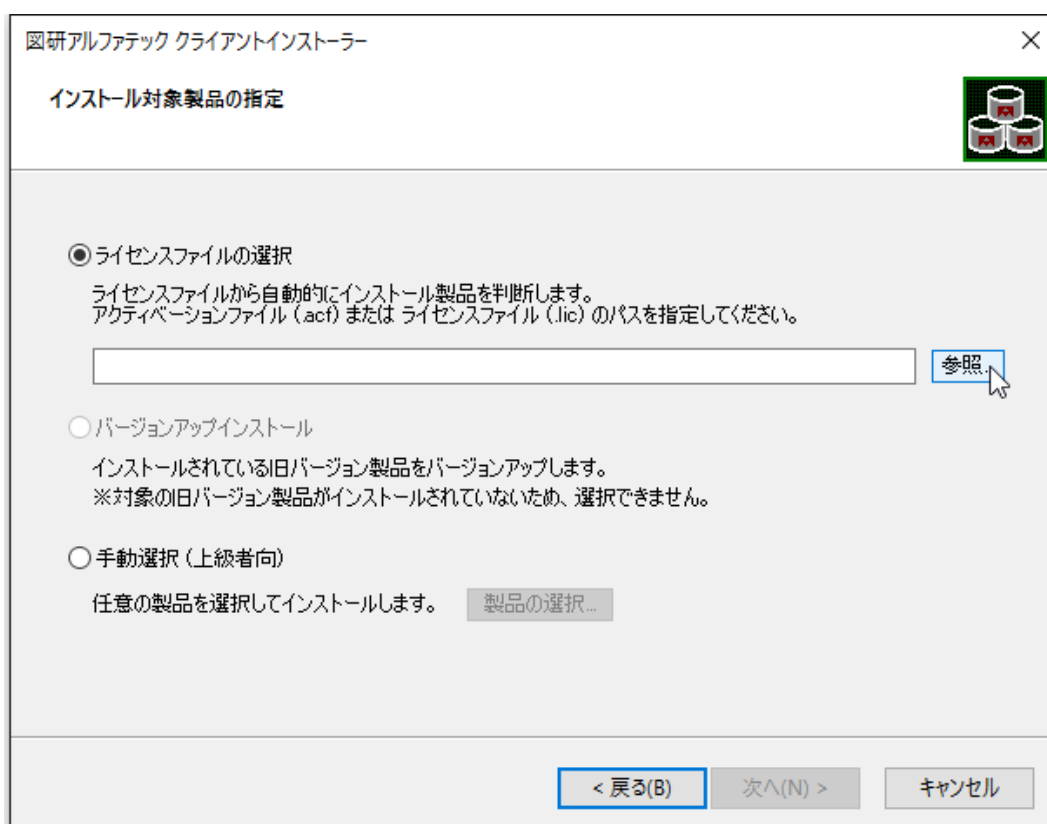 図研アルファテック クライアントインストーラー
インストール対象製品の指定
ライセンスファイルの選択
ライセンスファイルから自動的にインストール製品を判断します。
アクティベーションファイル (.acf) または ライセンスファイル (.lic) のパスを指定してください。
参照...
バージョンアップインストール
インストールされている旧バージョン製品をバージョンアップします。
※対象の旧バージョン製品がインストールされていないため、選択できません。
手動選択 (上級者向)
任意の製品を選択してインストールします。 製品の選択...
< 戻る(B) 次へ(N) > キャンセル